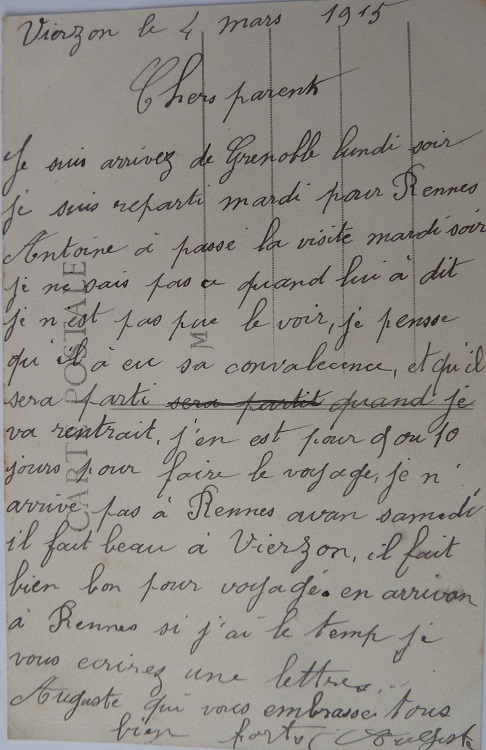 Vierzon le 4 mars 1915
Chers parents
Je suis arrivez de Grenoble lundi soir
je suis reparti mardi pour Rennes
Antoine à passé la visite mardi soir
je ne sais pas quand lui à dit
je n est pas pue le voir, je pensse
qu'il à eu sa convalecence, et qu'il
sera parti sera partit quand je
va rentrait, j'en est pour 9 ou 10
jours pour faire le voyage, je n'
arrive pas à Rennes avan samedi
il fait beau à Vierzon, il fait
bien bon pour voyagé. en arrivan
à Rennes si j'ai le temp je
vous ecrirez une lettres...
Auguste qui vous embrasse tous
bien forts Auguste
CARTE POSTALE
M